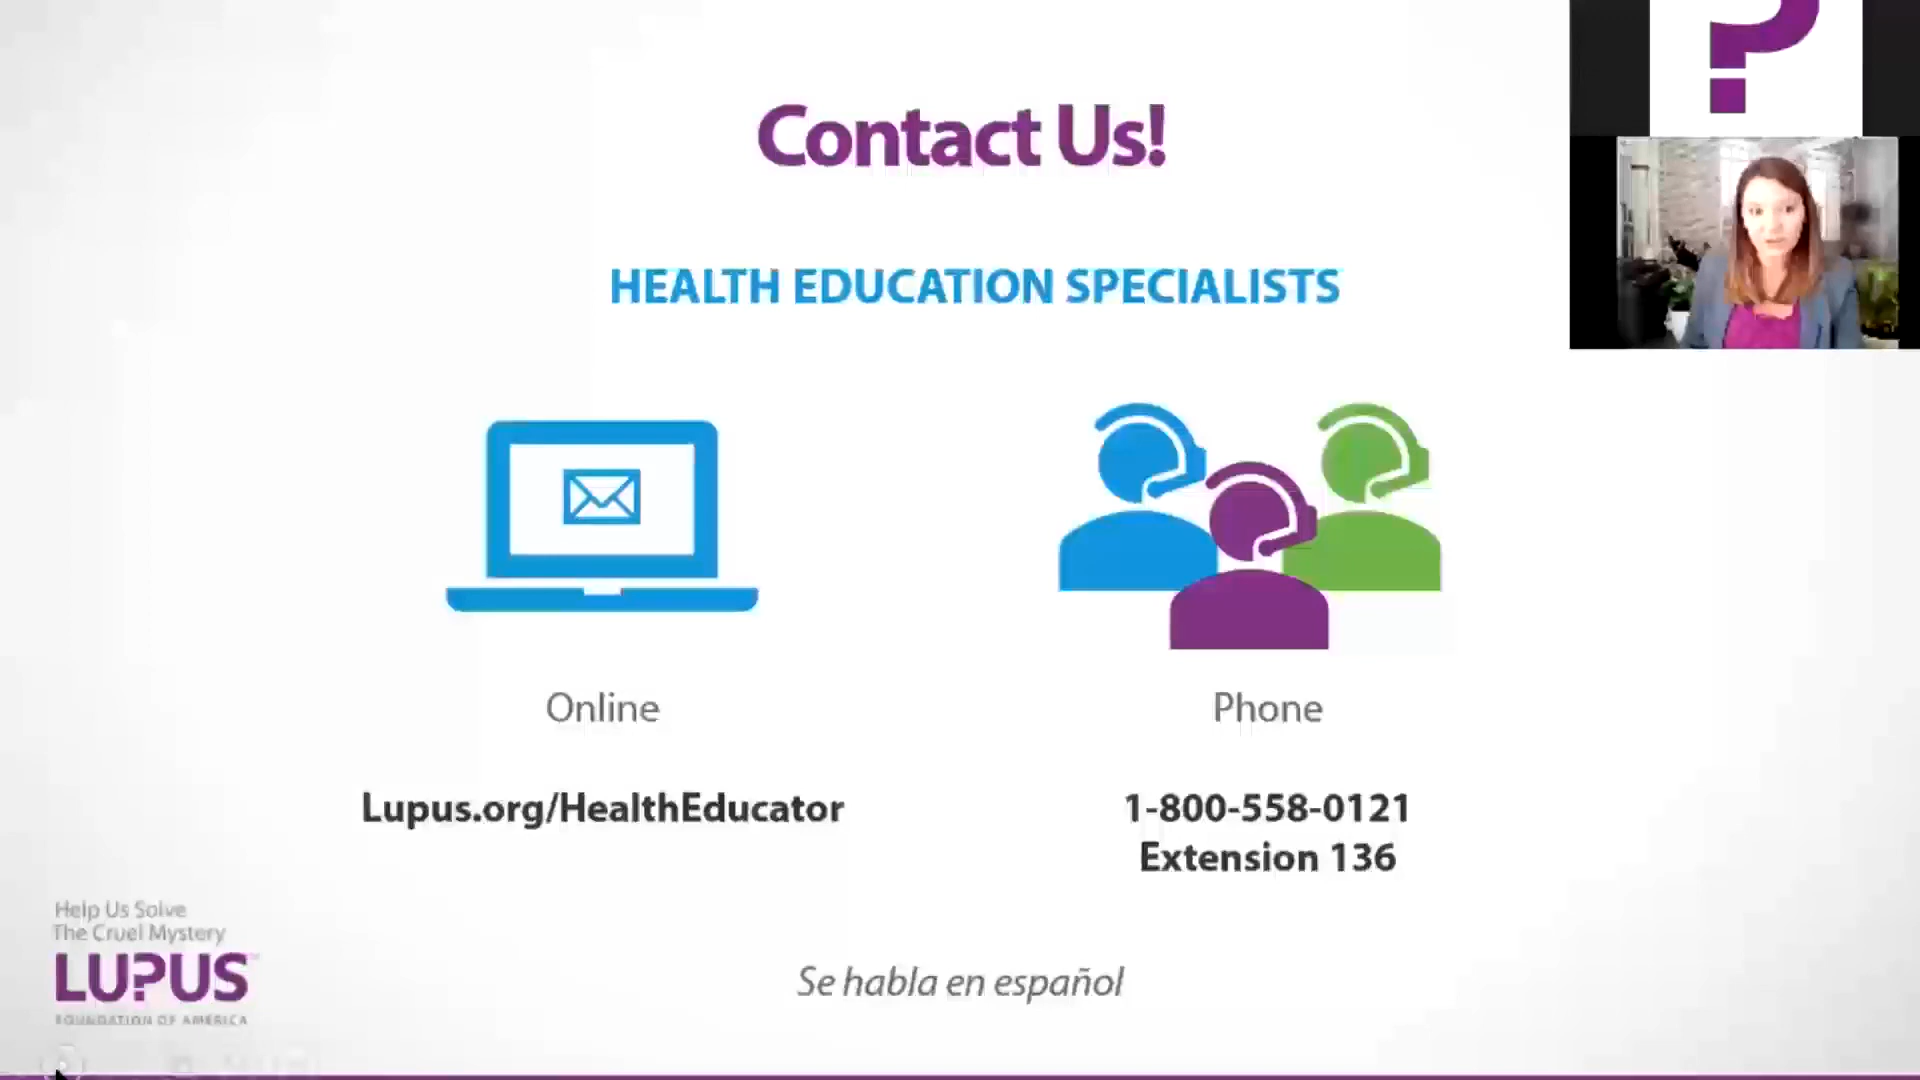 Contact Us!
HEALTH EDUCATION SPECIALISTS
Online
Phone
Lupus.org/HealthEducator
1-800-558-0121
Extension 136
Help Us Solve
The Cruel Mystery
LUPUS
FOUNDATION OF AMERICA
Se habla en español
?